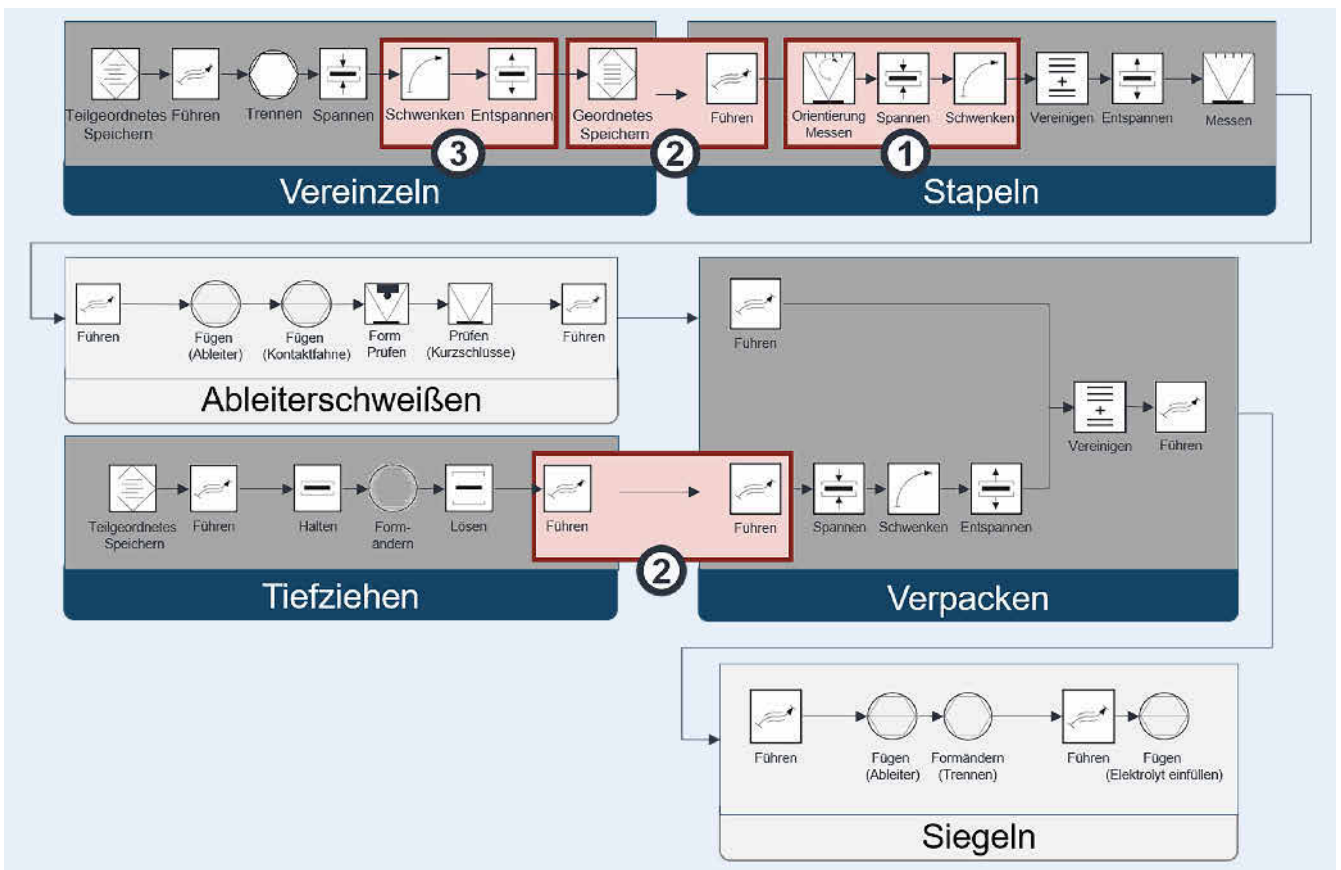 Teilgeordnetes
Speichern
Führen
Trennen
Spannen
Schwenken
Entspannen
3
Geordnetes
Speichern
2
Führen
Orientierung
Messen
Spannen
Schwenken
1
Vereinigen
Entspannen
Messen
Vereinzeln
Stapeln
Führen
Fügen
(Ableiter)
Fügen
(Kontaktfahne)
Form
Prüfen
Prüfen
(Kurzschlüsse)
Führen
Ableiterschweißen
Führen
Vereinigen
Führen
Teilgeordnetes
Speichern
Führen
Halten
Form-
ändern
Lösen
Führen
2
Führen
Spannen
Schwenken
Entspannen
Tiefziehen
Verpacken
Führen
Fügen
(Ableiter)
Formändern
(Trennen)
Führen
Fügen
(Elektrolyt einfüllen)
Siegeln